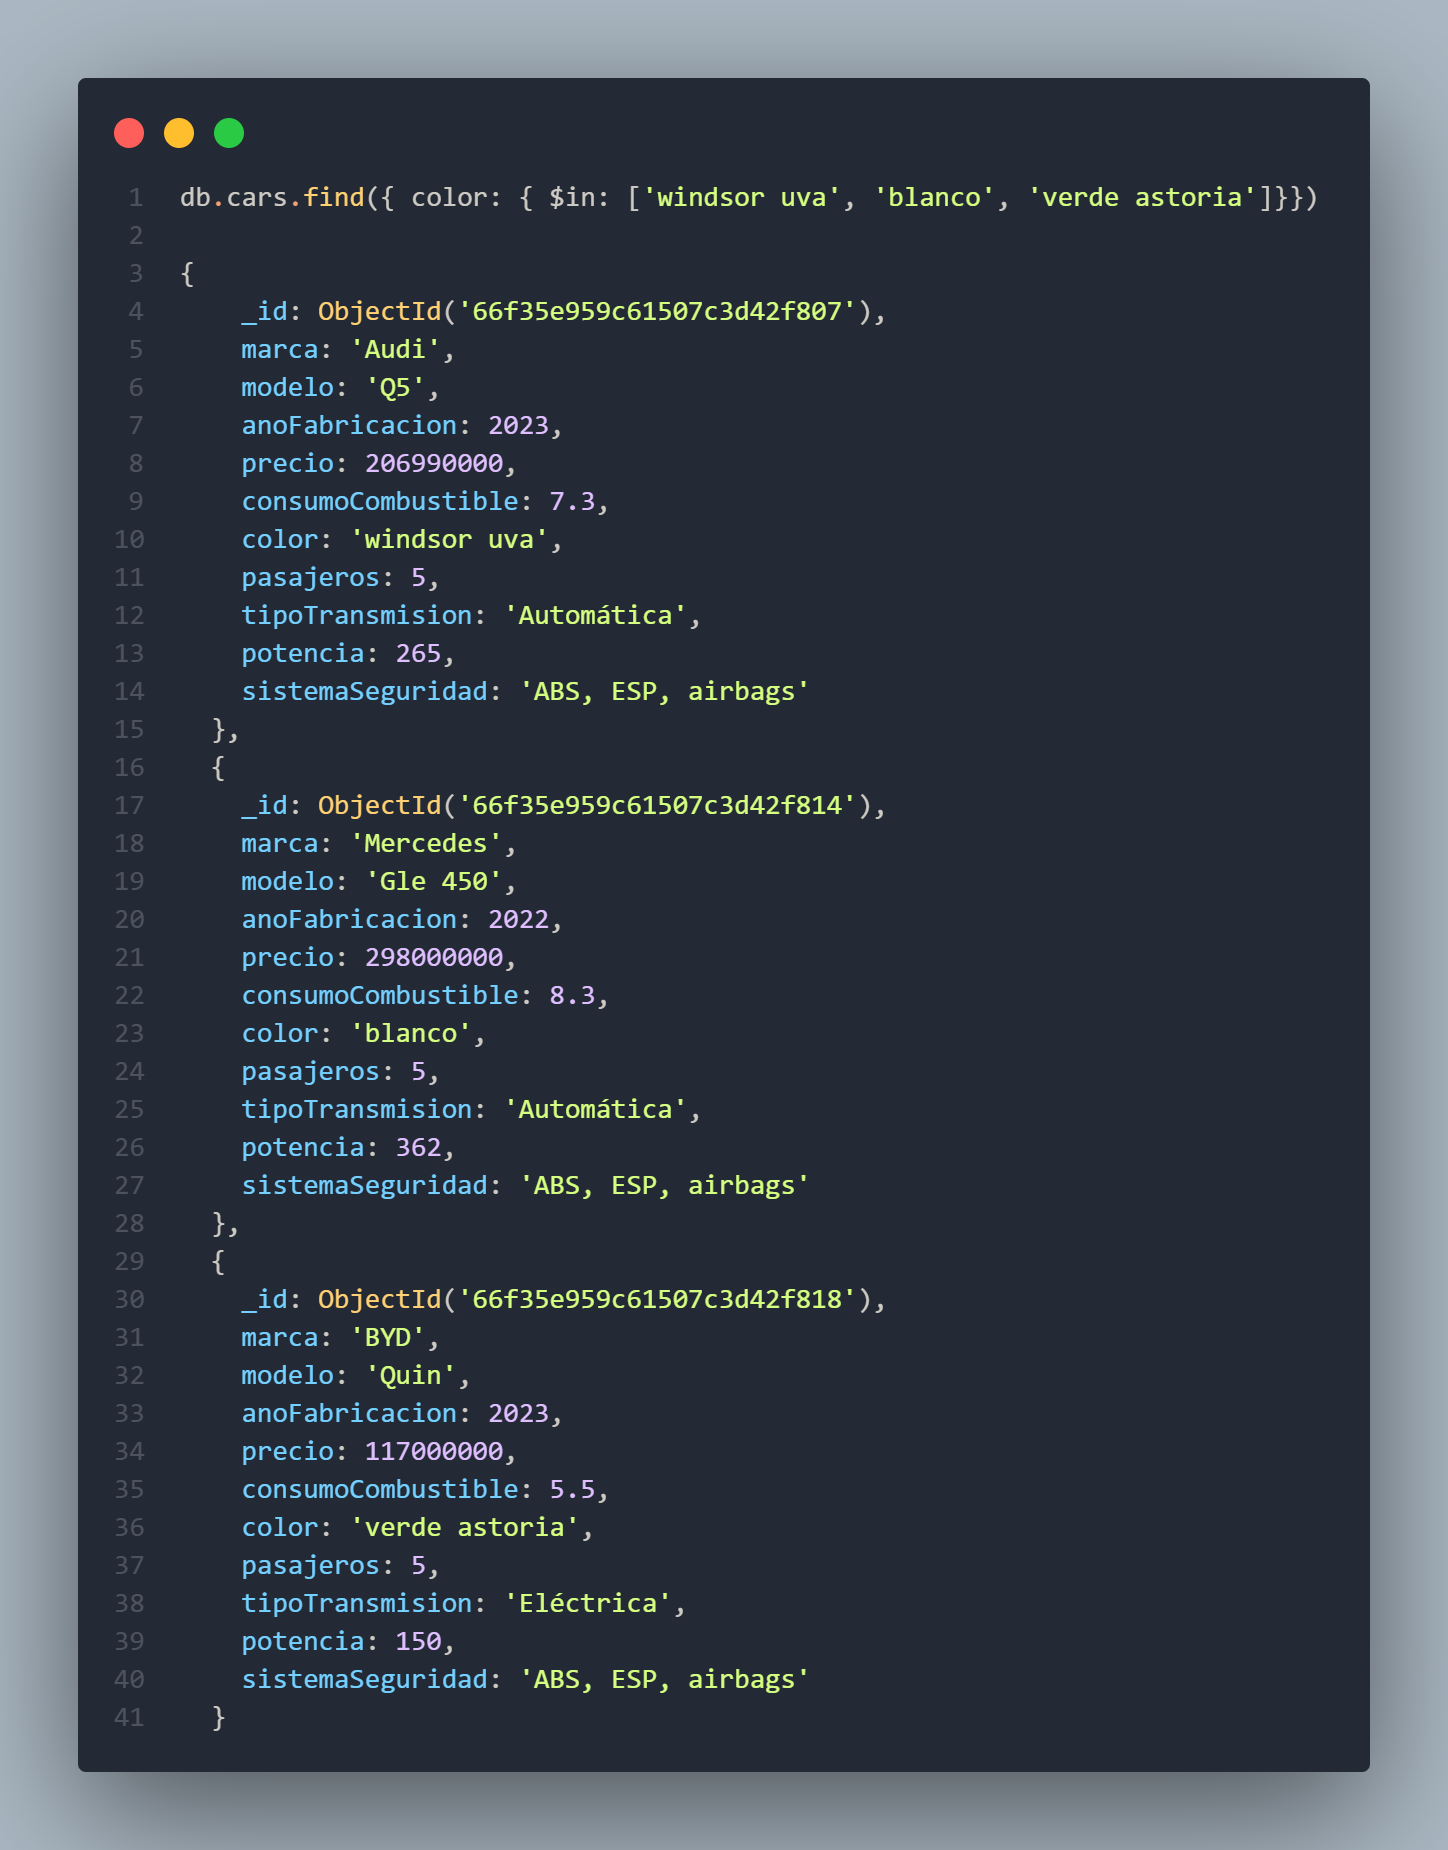 1 db.cars.find({ color: { $in: ['windsor uva', 'blanco', 'verde astoria']}})
2
3 {
4     _id: ObjectId('66f35e959c61507c3d42f807'),
5     marca: 'Audi',
6     modelo: 'Q5',
7     anoFabricacion: 2023,
8     precio: 206990000,
9     consumoCombustible: 7.3,
10     color: 'windsor uva',
11     pasajeros: 5,
12     tipoTransmision: 'Automática',
13     potencia: 265,
14     sistemaSeguridad: 'ABS, ESP, airbags'
15   },
16   {
17     _id: ObjectId('66f35e959c61507c3d42f814'),
18     marca: 'Mercedes',
19     modelo: 'Gle 450',
20     anoFabricacion: 2022,
21     precio: 298000000,
22     consumoCombustible: 8.3,
23     color: 'blanco',
24     pasajeros: 5,
25     tipoTransmision: 'Automática',
26     potencia: 362,
27     sistemaSeguridad: 'ABS, ESP, airbags'
28   },
29   {
30     _id: ObjectId('66f35e959c61507c3d42f818'),
31     marca: 'BYD',
32     modelo: 'Quin',
33     anoFabricacion: 2023,
34     precio: 117000000,
35     consumoCombustible: 5.5,
36     color: 'verde astoria',
37     pasajeros: 5,
38     tipoTransmision: 'Eléctrica',
39     potencia: 150,
40     sistemaSeguridad: 'ABS, ESP, airbags'
41   }